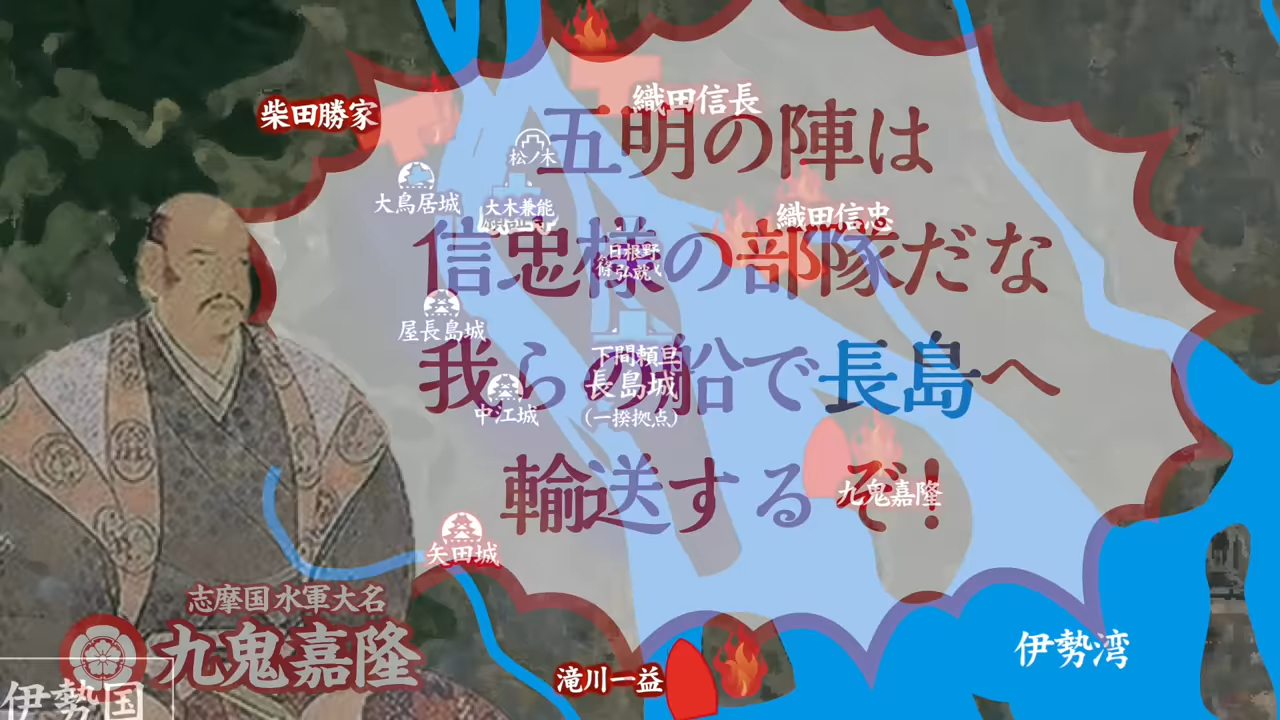 柴田勝家
織田信長
五明の陣は
松ノ木
大鳥居城
大木兼能
織田信忠
信忠様の部隊だな
日根野
屋長島城
下間頼旦
長島城
(一揆拠点)
我らの船で長島へ
中江城
輸送するぞ!
九鬼嘉隆
矢田城
志摩国水軍大名
九鬼嘉隆
滝川一益
伊勢湾
伊勢国